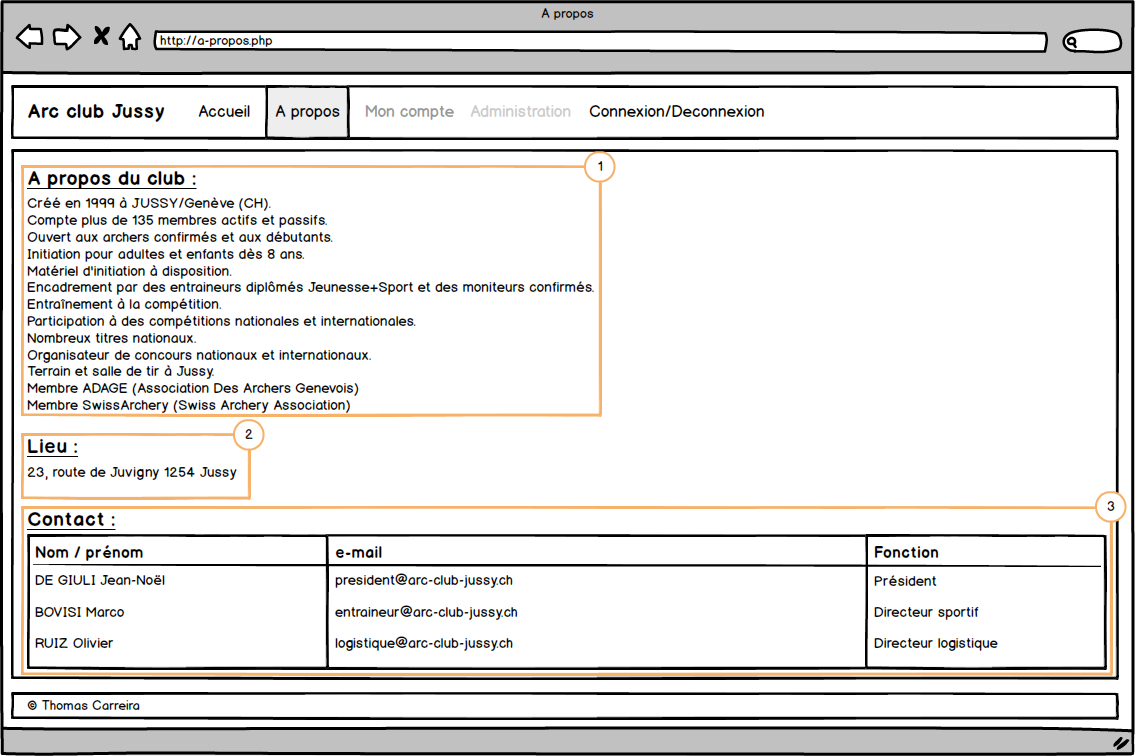 A propos
http://a-propos.php
Arc club Jussy Accueil A propos Mon compte Administration Connexion/Deconnexion
1
A propos du club :
Créé en 1999 à JUSSY/Genève (CH).
Compte plus de 135 membres actifs et passifs.
Ouvert aux archers confirmés et aux débutants.
Initiation pour adultes et enfants dès 8 ans.
Matériel d'initiation à disposition.
Encadrement par des entraineurs diplômés Jeunesse+Sport et des moniteurs confirmés.
Entraînement à la compétition.
Participation à des compétitions nationales et internationales.
Nombreux titres nationaux.
Organisateur de concours nationaux et internationaux.
Terrain et salle de tir à Jussy.
Membre ADAGE (Association Des Archers Genevois)
Membre SwissArchery (Swiss Archery Association)
2
Lieu :
23, route de Juvigny 1254 Jussy
3
Contact :
Nom / prénom e-mail Fonction
DE GIULI Jean-Noël president@arc-club-jussy.ch Président
BOVISI Marco entraineur@arc-club-jussy.ch Directeur sportif
RUIZ Olivier logistique@arc-club-jussy.ch Directeur logistique
© Thomas Carreira